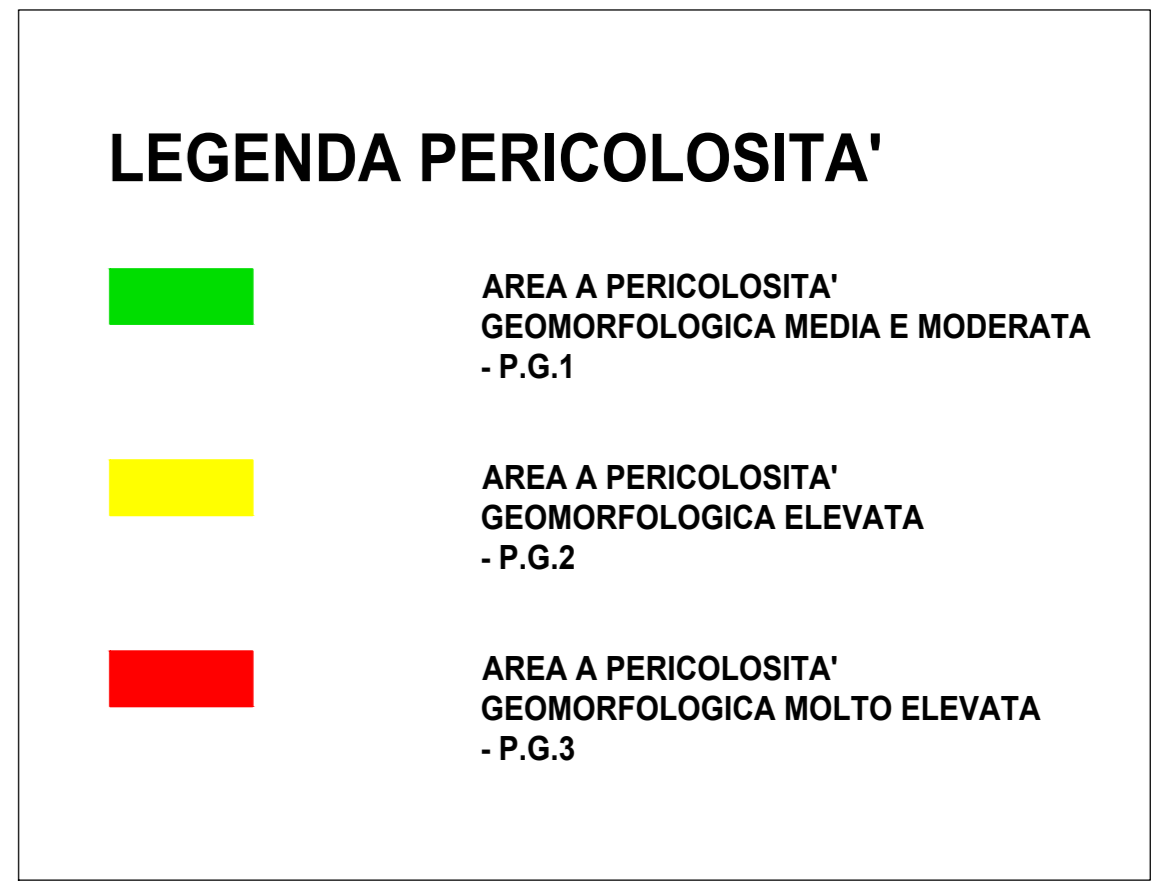 LEGENDA PERICOLOSITA'
AREA A PERICOLOSITA'
GEOMORFOLOGICA MEDIA E MODERATA
- P.G.1
AREA A PERICOLOSITA'
GEOMORFOLOGICA ELEVATA
- P.G.2
AREA A PERICOLOSITA'
GEOMORFOLOGICA MOLTO ELEVATA
- P.G.3